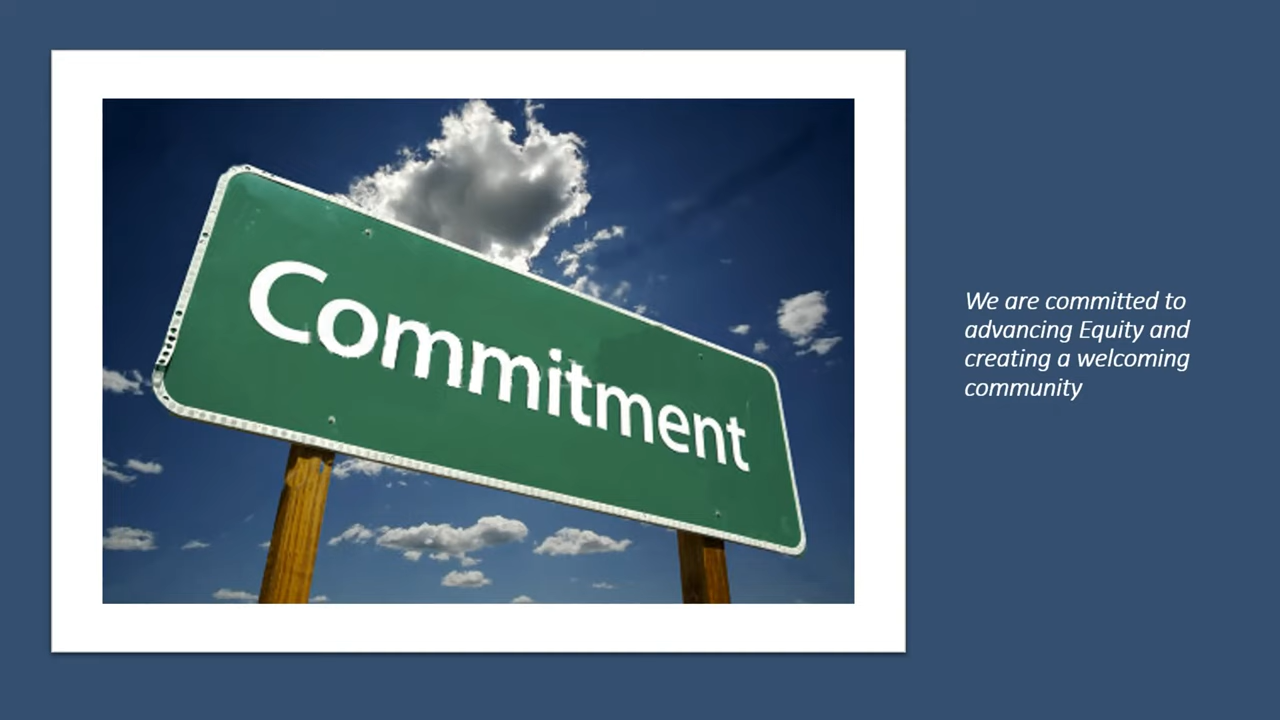 Commitment
We are committed to
advancing Equity and
creating a welcoming
community